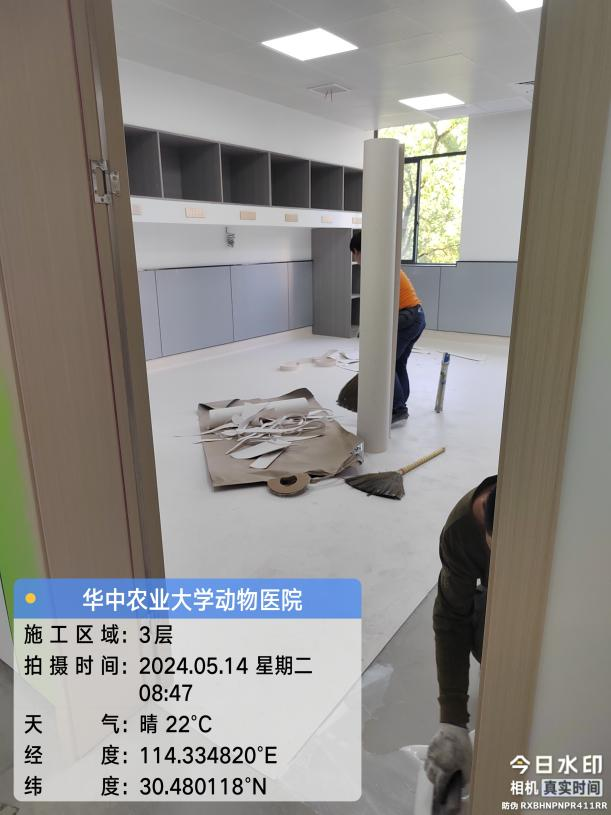 华中农业大学动物医院
施工区域：3层
拍摄时间：2024.05.14 星期二
08:47
天气：晴 22°C
经度：114.334820°E
纬度：30.480118°N
今日水印
相机 真实时间
防伪 RXBHNPNPR411RR